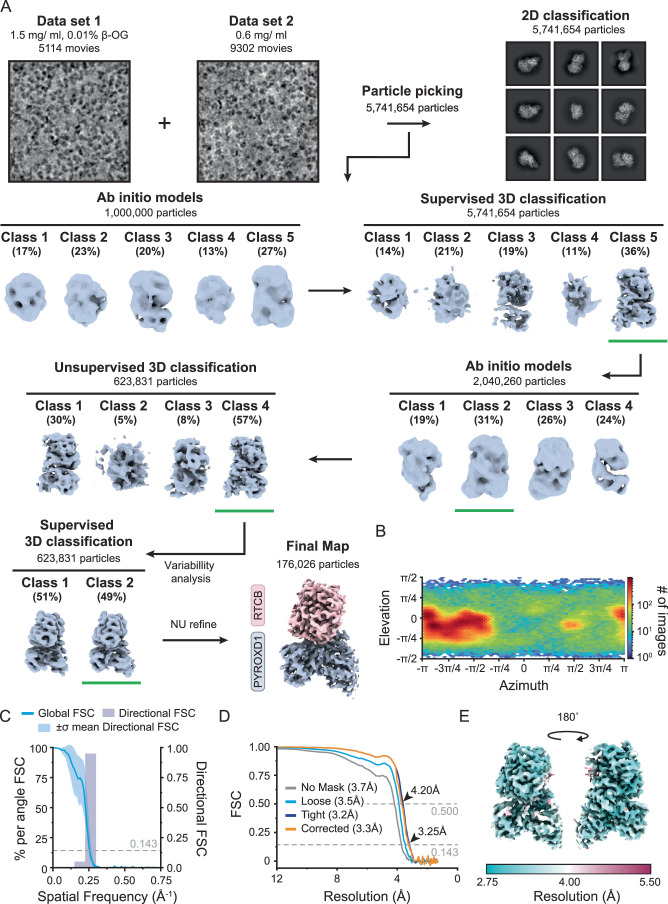 A
Data set 1
1.5 mg/ ml, 0.01% β-OG
5114 movies
+
Data set 2
0.6 mg/ ml
9302 movies
Particle picking
5,741,654 particles
2D classification
5,741,654 particles
Ab initio models
1,000,000 particles
Class 1 Class 2 Class 3 Class 4 Class 5
(17%) (23%) (20%) (13%) (27%)
Supervised 3D classification
5,741,654 particles
Class 1 Class 2 Class 3 Class 4 Class 5
(14%) (21%) (19%) (11%) (36%)
Unsupervised 3D classification
623,831 particles
Class 1 Class 2 Class 3 Class 4
(30%) (5%) (8%) (57%)
Ab initio models
2,040,260 particles
Class 1 Class 2 Class 3 Class 4
(19%) (31%) (26%) (24%)
Supervised
3D classification
623,831 particles
Class 1 Class 2
(51%) (49%)
Variability
analysis
NU refine
Final Map
176,026 particles
RTCB
PYROXD1
B
Elevation
π/2
π/4
0
-π/4
-π/2
-π -3π/4 -π/2 -π/4 0 π/4 π/2 3π/4 π
Azimuth
10²
10¹
10⁰
# of images
C
Global FSC
Directional FSC
±σ mean Directional FSC
% per angle FSC
100
75
50
25
0
1.0
0.8
0.6
0.4
0.2
0.0
Directional FSC
0.143
0 0.25 0.50 0.75
Spatial Frequency (Å⁻¹)
D
FSC
1.00
0.75
0.50
0.25
0
No Mask (3.7Å)
Loose (3.5Å)
Tight (3.2Å)
Corrected (3.3Å)
4.20Å
0.500
3.25Å
0.143
12 8 4 0
Resolution (Å)
E
180°
2.75 4.00 5.50
Resolution (Å)